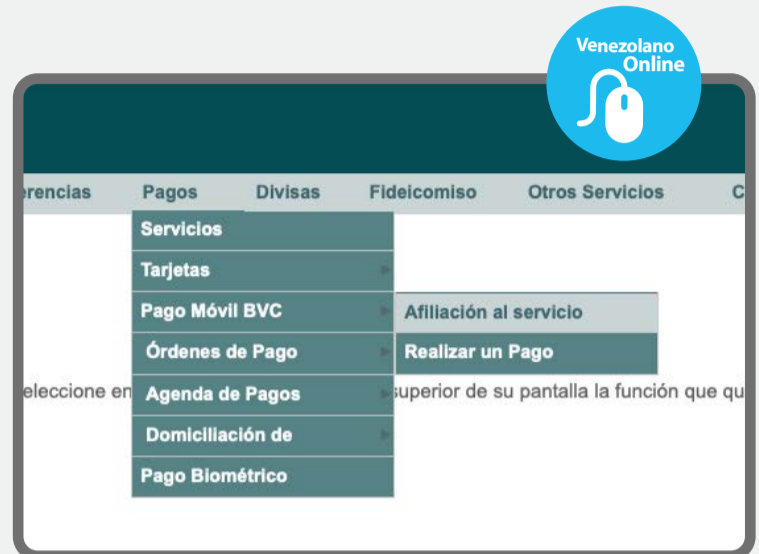 Venezolano
Online
erencias Pagos Divisas Fideicomiso Otros Servicios C
Servicios
Tarjetas
Pago Móvil BVC
Afiliación al servicio
Órdenes de Pago
Realizar un Pago
eleccione en
Agenda de Pagos
superior de su pantalla la función que qu
Domiciliación de
Pago Biométrico